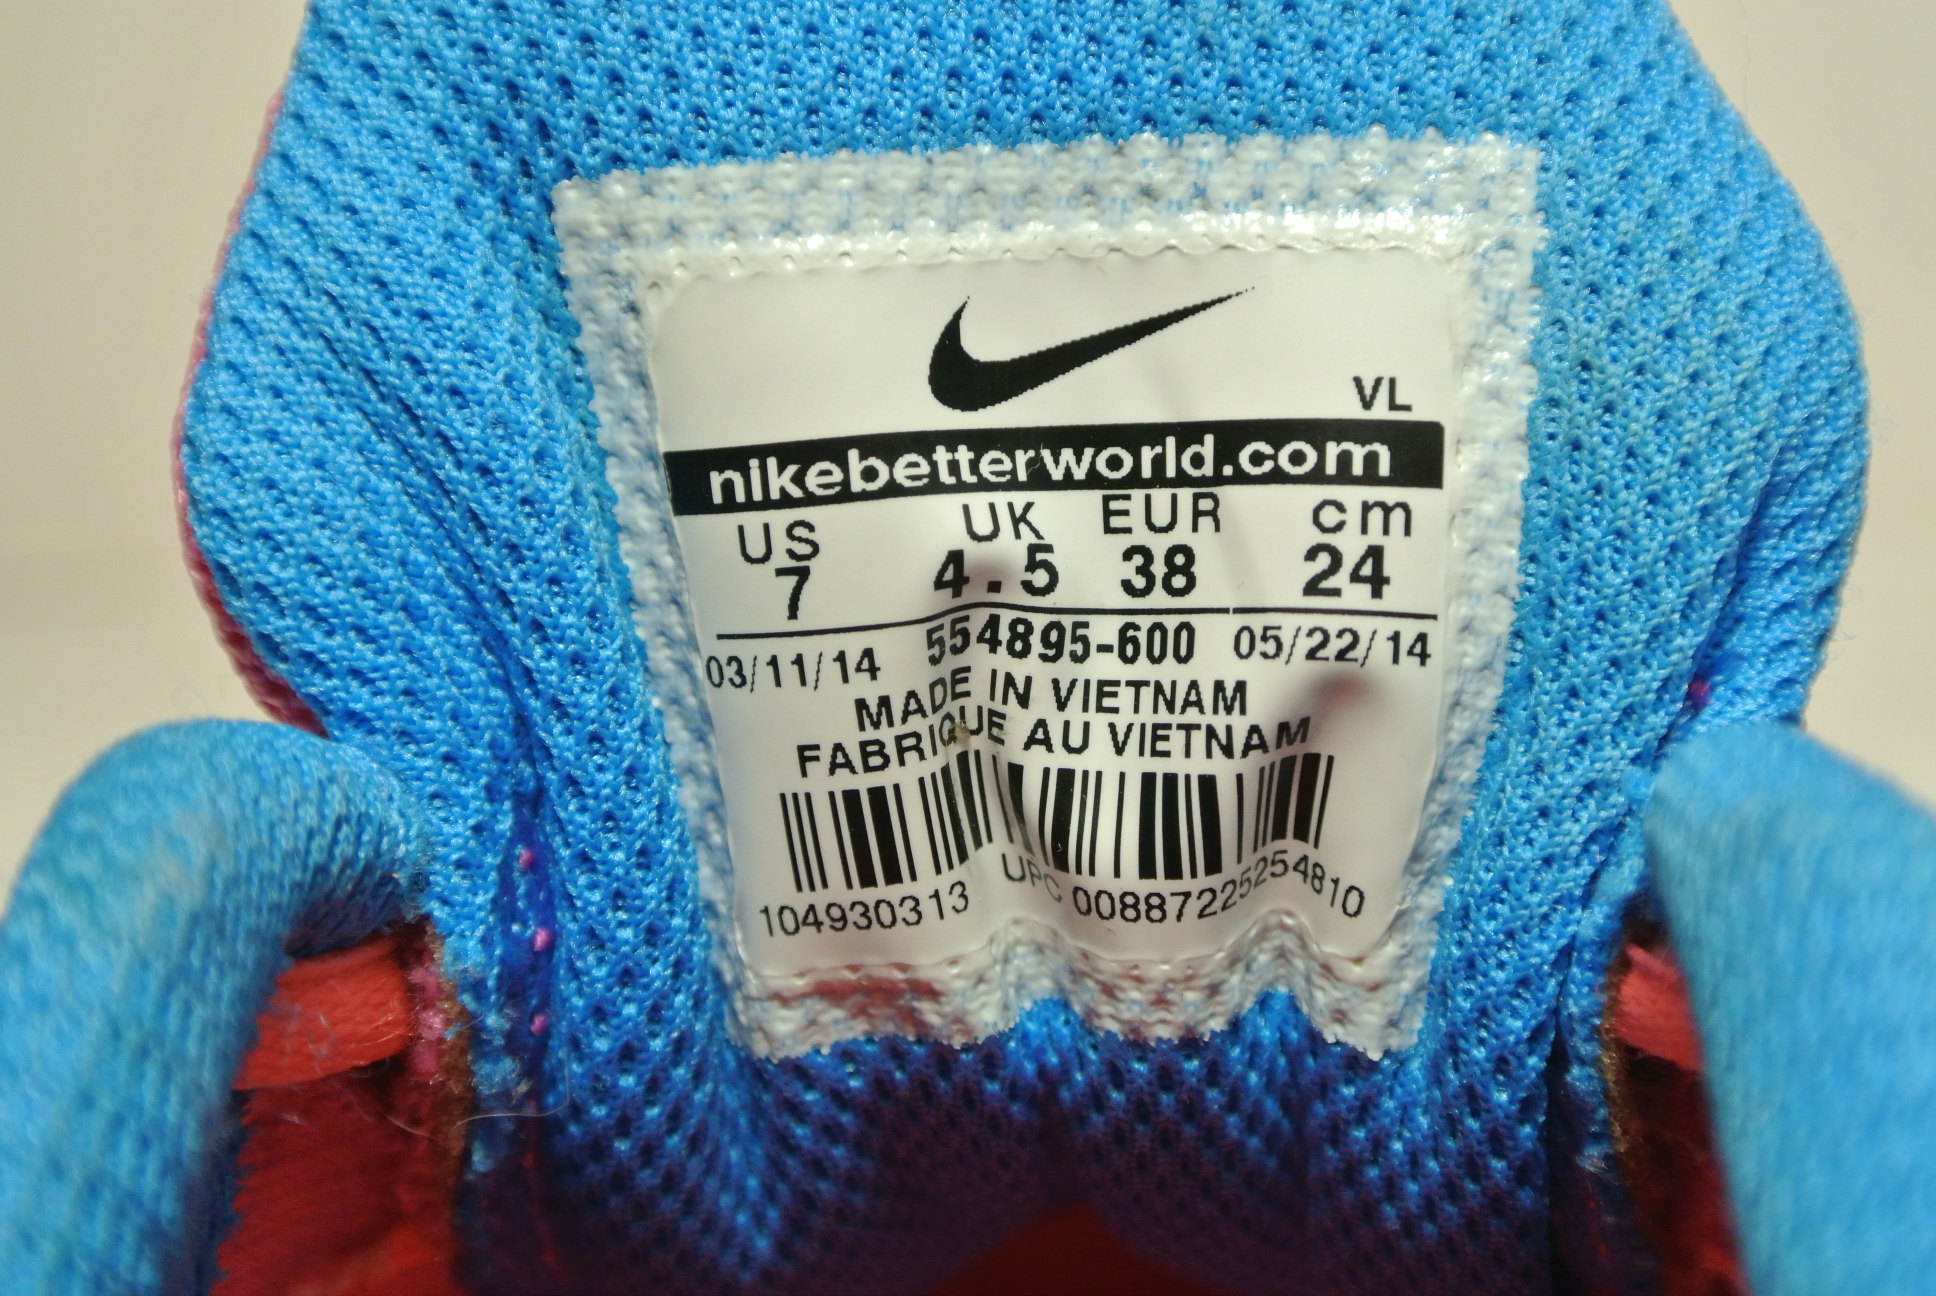 VL
nikebetterworld.com
US UK EUR cm
7 4.5 38 24
03/11/14 554895-600 05/22/14
MADE IN VIETNAM
FABRIQUE AU VIETNAM
104930313 UPC 00887225254810